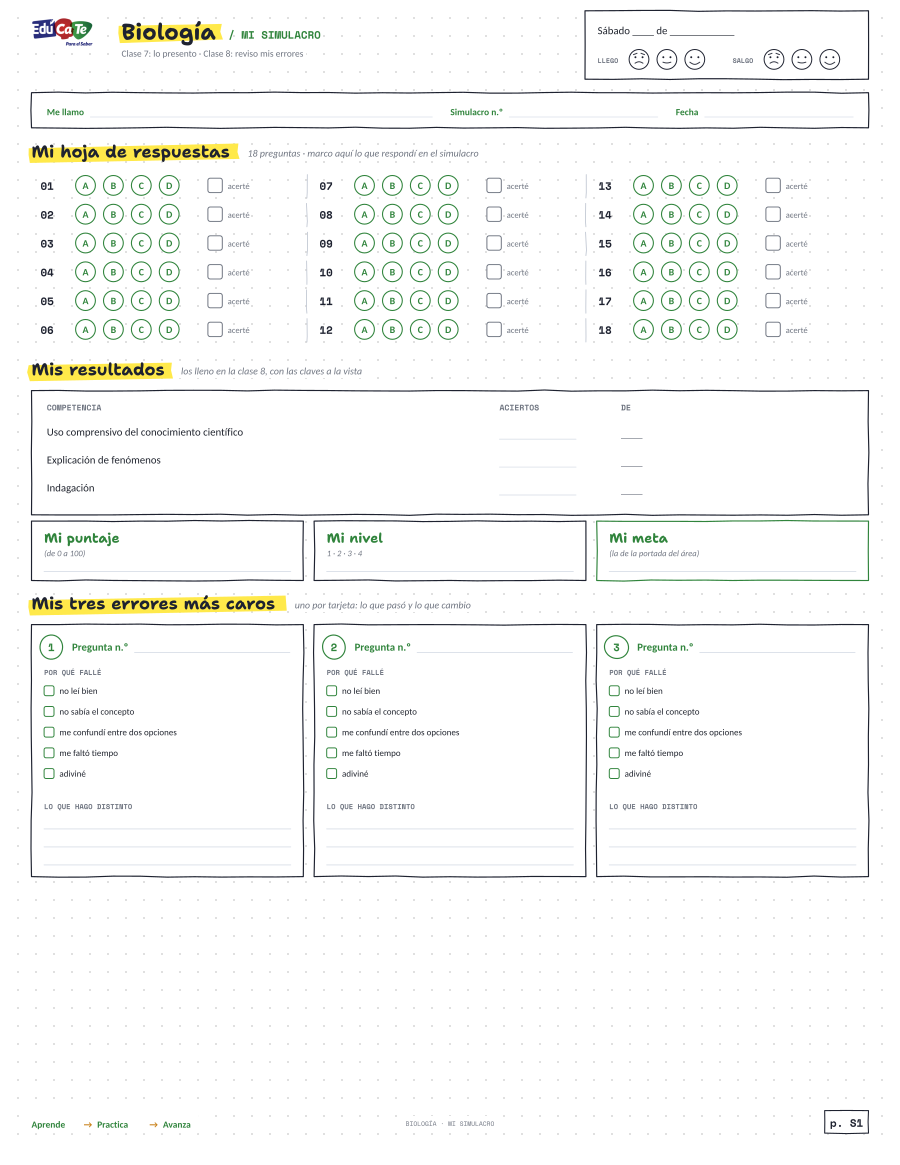 EduCaTe
Para el Saber
Biología / MI SIMULACRO
Clase 7: lo presento · Clase 8: reviso mis errores
Sábado ____ de ____________
LLEGO SALGO
Me llamo Simulacro n.° Fecha
Mi hoja de respuestas 18 preguntas · marco aquí lo que respondí en el simulacro
01 A B C D acerté 07 A B C D acerté 13 A B C D acerté
02 A B C D acerté 08 A B C D acerté 14 A B C D acerté
03 A B C D acerté 09 A B C D acerté 15 A B C D acerté
04 A B C D acerté 10 A B C D acerté 16 A B C D acerté
05 A B C D acerté 11 A B C D acerté 17 A B C D acerté
06 A B C D acerté 12 A B C D acerté 18 A B C D acerté
Mis resultados los lleno en la clase 8, con las claves a la vista
COMPETENCIA ACIERTOS DE
Uso comprensivo del conocimiento científico ____
Explicación de fenómenos ____
Indagación ____
Mi puntaje Mi nivel Mi meta
(de 0 a 100) 1 · 2 · 3 · 4 (la de la portada del área)
Mis tres errores más caros uno por tarjeta: lo que pasó y lo que cambio
1 Pregunta n.° 2 Pregunta n.° 3 Pregunta n.°
POR QUÉ FALLÉ POR QUÉ FALLÉ POR QUÉ FALLÉ
no leí bien no leí bien no leí bien
no sabía el concepto no sabía el concepto no sabía el concepto
me confundí entre dos opciones me confundí entre dos opciones me confundí entre dos opciones
me faltó tiempo me faltó tiempo me faltó tiempo
adiviné adiviné adiviné
LO QUE HAGO DISTINTO LO QUE HAGO DISTINTO LO QUE HAGO DISTINTO
Aprende → Practica → Avanza BIOLOGÍA · MI SIMULACRO p. S1